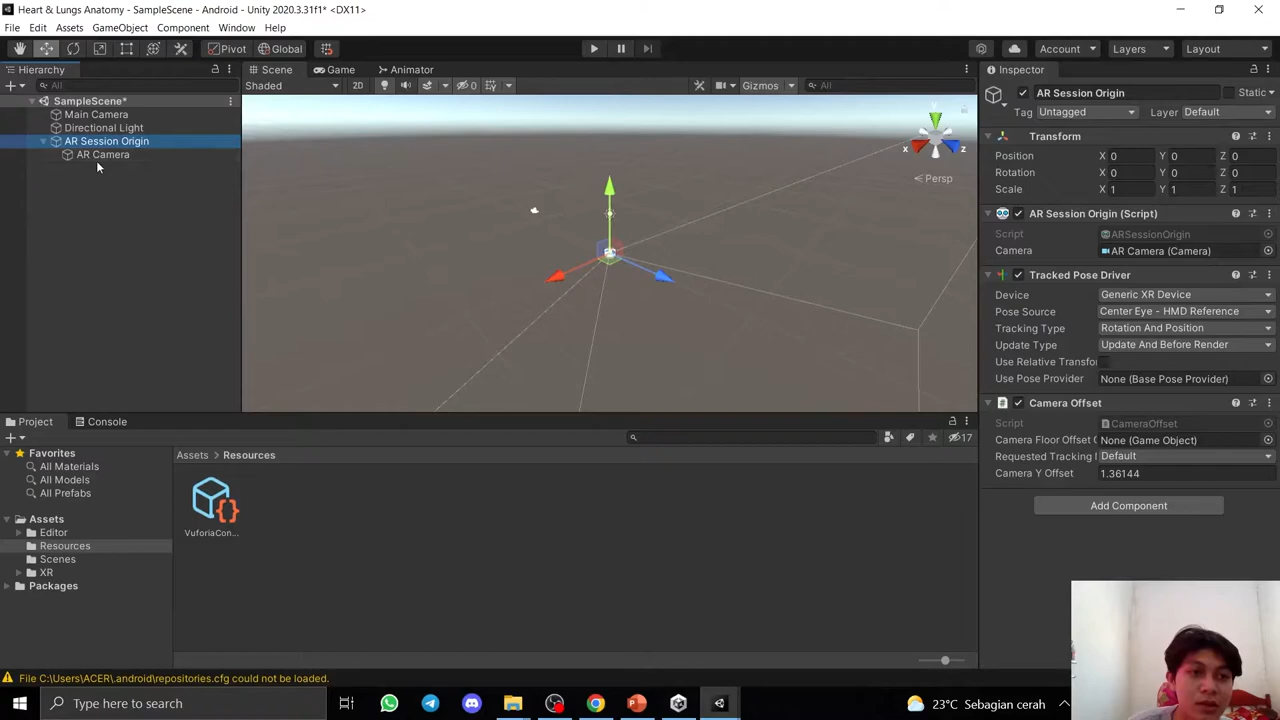 Heart & Lungs Anatomy - SampleScene - Android - Unity 2020.3.31f1* <DX11>
File Edit Assets GameObject Component Window Help
Pivot Global Account Layers Layout
Hierarchy Scene Game Animator Inspector
All Shaded 2D 0 Gizmos All AR Session Origin Static
SampleScene* Tag Untagged Layer Default
Main Camera
Directional Light
AR Session Origin
AR Camera
y
x z
Persp
Transform
Position X 0 Y 0 Z 0
Rotation X 0 Y 0 Z 0
Scale X 1 Y 1 Z 1
AR Session Origin (Script)
Script ARSessionOrigin
Camera AR Camera (Camera)
Tracked Pose Driver
Device Generic XR Device
Pose Source Center Eye - HMD Reference
Tracking Type Rotation And Position
Update Type Update And Before Render
Use Relative Transfo
Use Pose Provider None (Base Pose Provider)
Camera Offset
Script CameraOffset
Camera Floor Offset None (Game Object)
Requested Tracking Default
Camera Y Offset 1.36144
Add Component
Project Console
17
Favorites
All Materials
All Models
All Prefabs
Assets
Editor
Resources
Scenes
XR
Packages
Assets > Resources
VuforiaCon...
File C:\Users\ACER\.android\repositories.cfg could not be loaded.
Type here to search 23°C Sebagian cerah